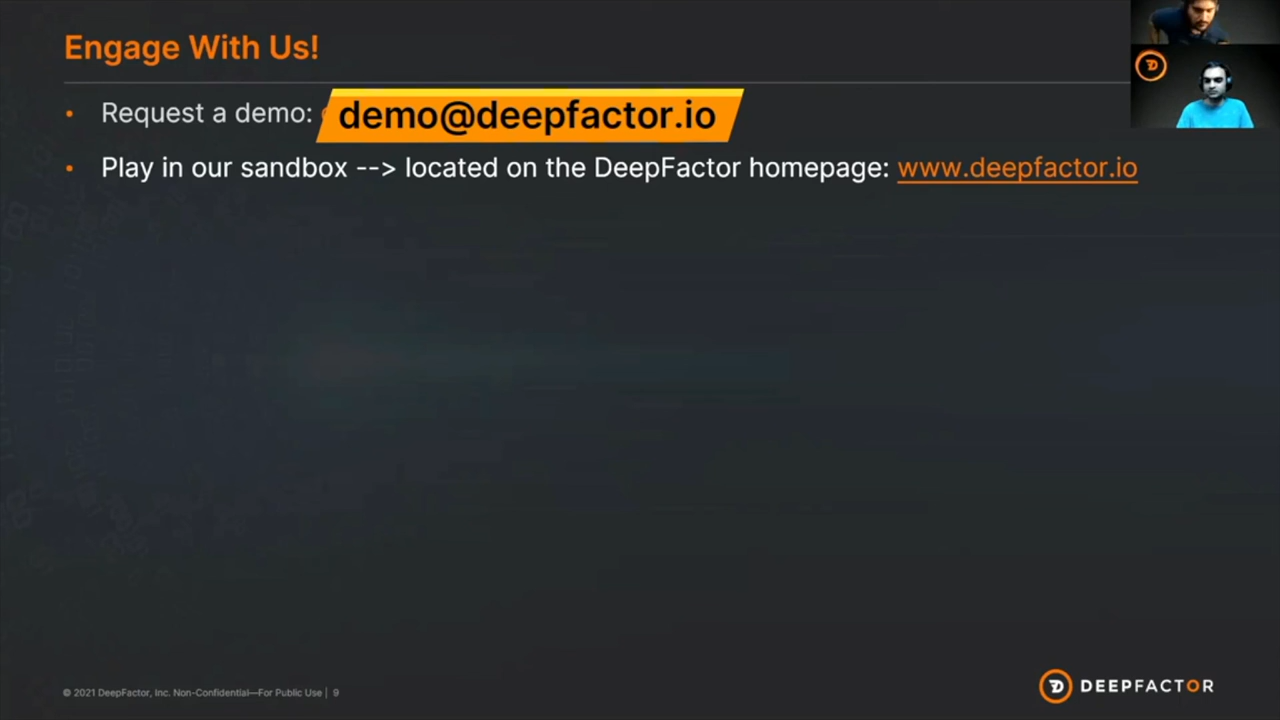 Engage With Us!
• Request a demo: demo@deepfactor.io
• Play in our sandbox --> located on the DeepFactor homepage: www.deepfactor.io
© 2021 DeepFactor, Inc. Non-Confidential—For Public Use | 9
DEEPFACTOR